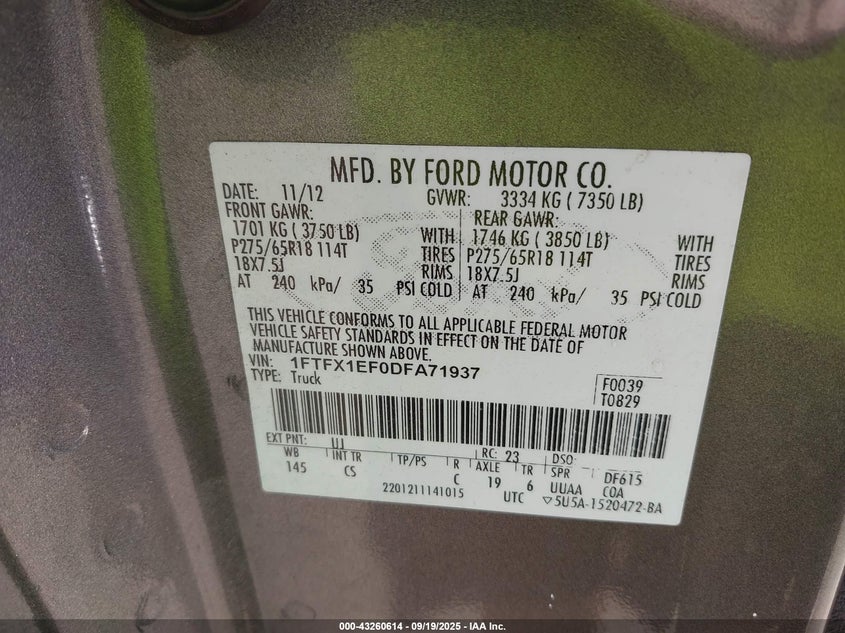 MFD. BY FORD MOTOR CO.
DATE: 11/12 GVWR: 3334 KG ( 7350 LB)
FRONT GAWR: REAR GAWR:
1701 KG ( 3750 LB) WITH 1746 KG ( 3850 LB) WITH
P275/65R18 114T TIRES P275/65R18 114T TIRES
18X7.5J RIMS 18X7.5J RIMS
AT 240 kPa/ 35 PSI COLD AT 240 kPa/ 35 PSI COLD
THIS VEHICLE CONFORMS TO ALL APPLICABLE FEDERAL MOTOR
VEHICLE SAFETY STANDARDS IN EFFECT ON THE DATE OF
MANUFACTURE SHOWN ABOVE.
VIN: 1FTFX1EF0DFA71937 F0039
TYPE: Truck T0829
EXT PNT: UJ RC: 23 DSO:
WB INT TR TP/PS R AXLE TR SPR DF615
145 CS C 19 6 UUAA COA
2201211141015 UTC ▽5U5A-1520472-BA
000-43260614 - 09/19/2025 - IAA Inc.